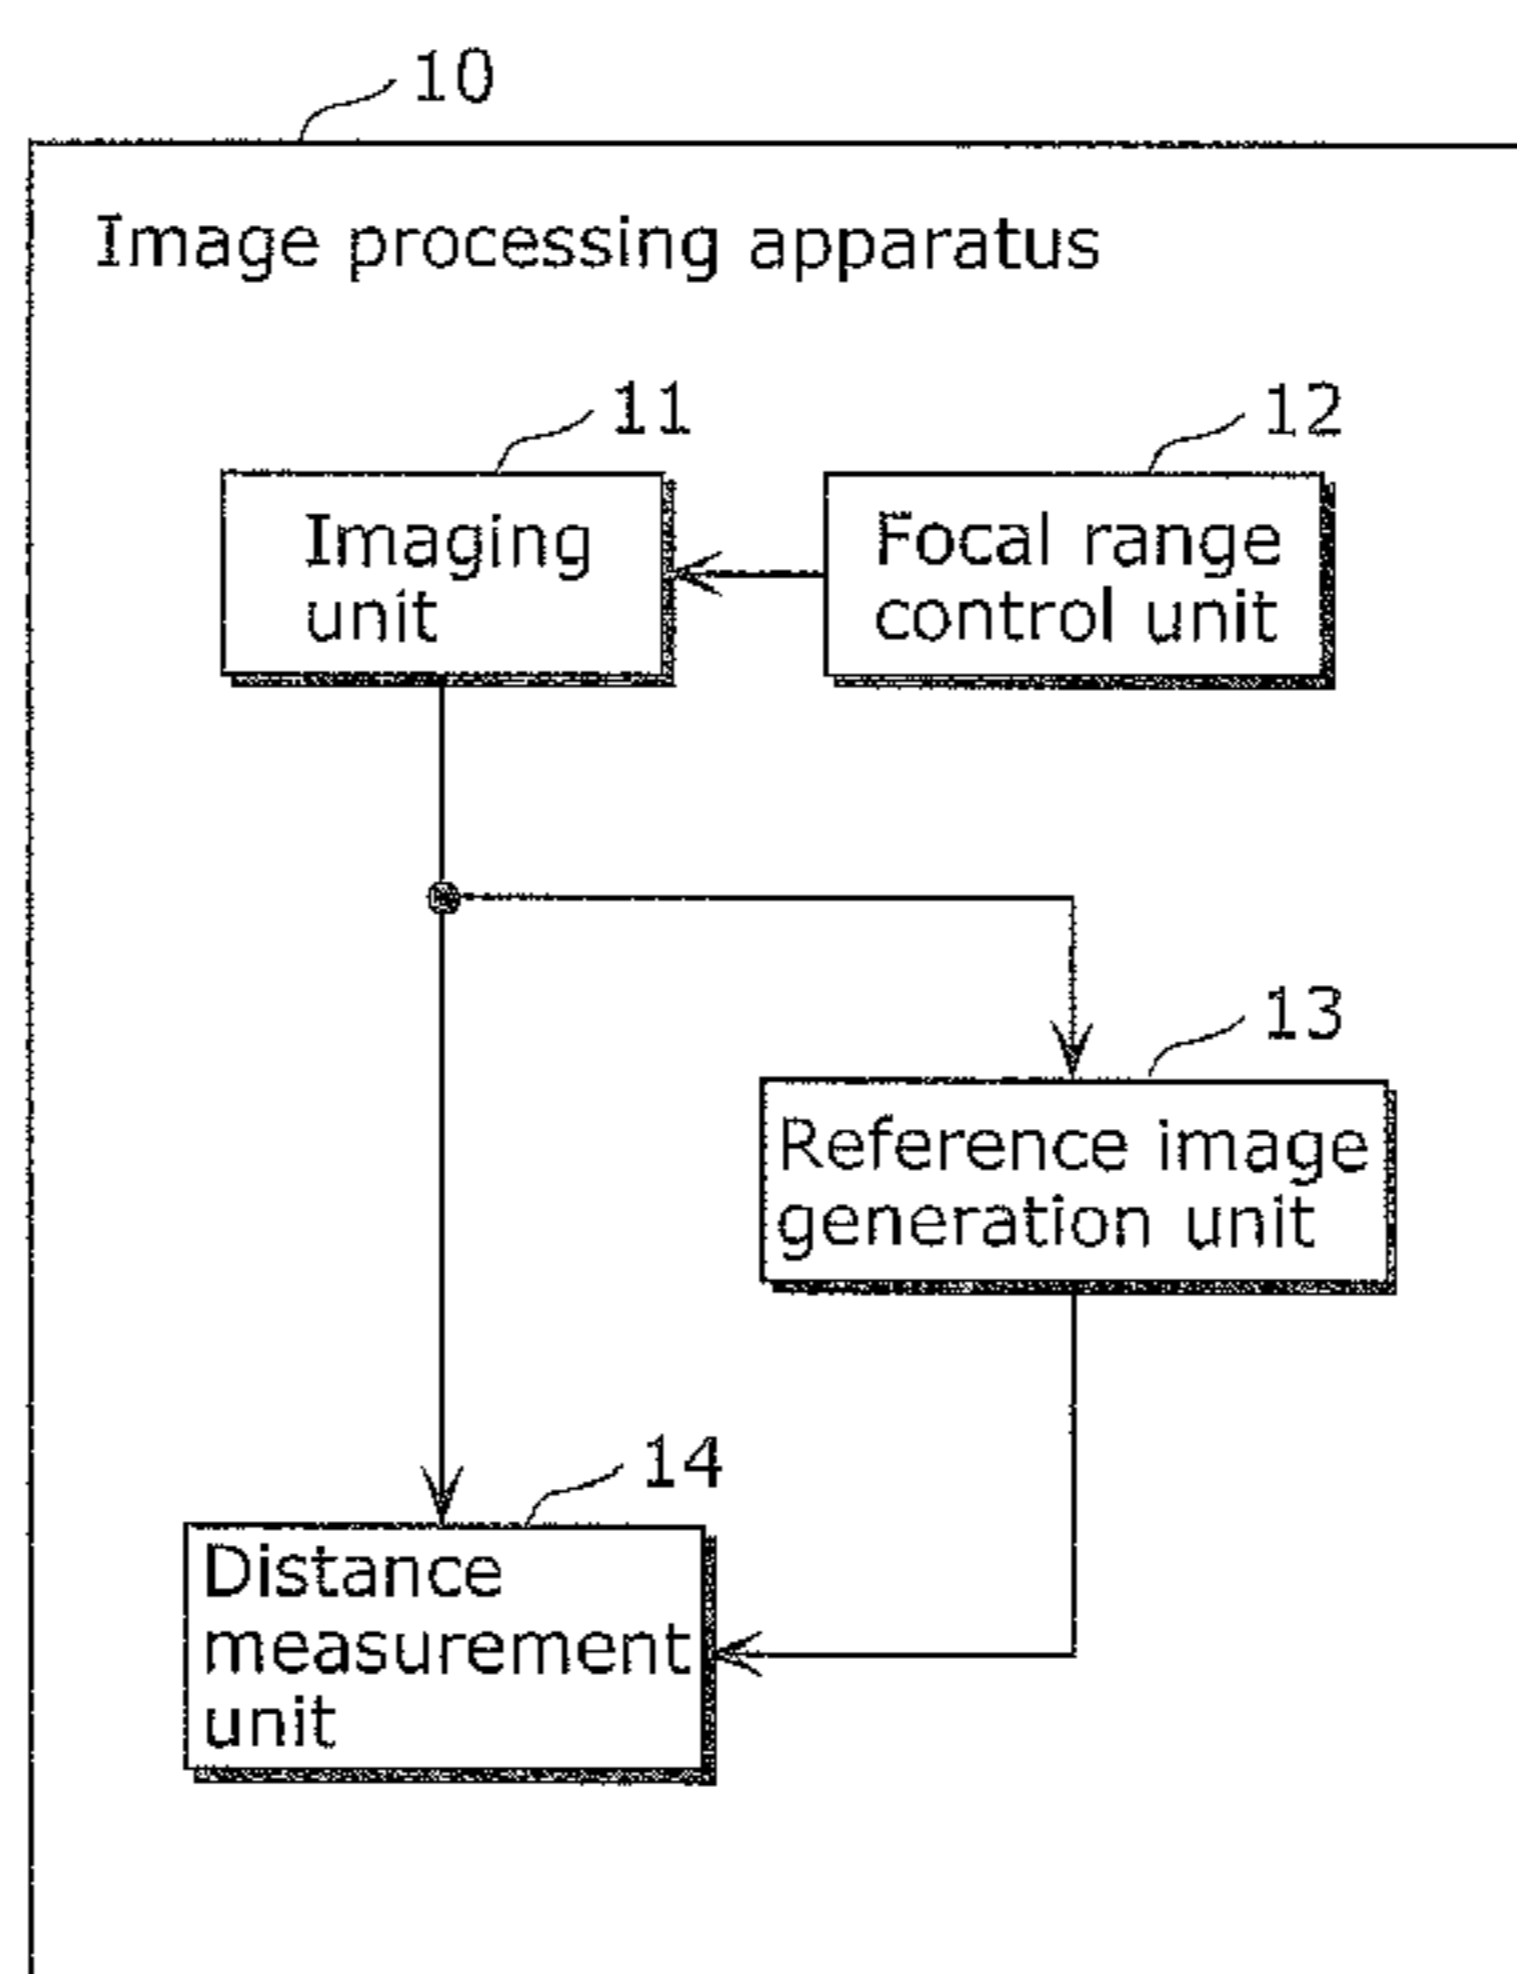 10
Image processing apparatus
11
12
Imaging
unit
Focal range
control unit
13
Reference image
generation unit
14
Distance
measurement
unit